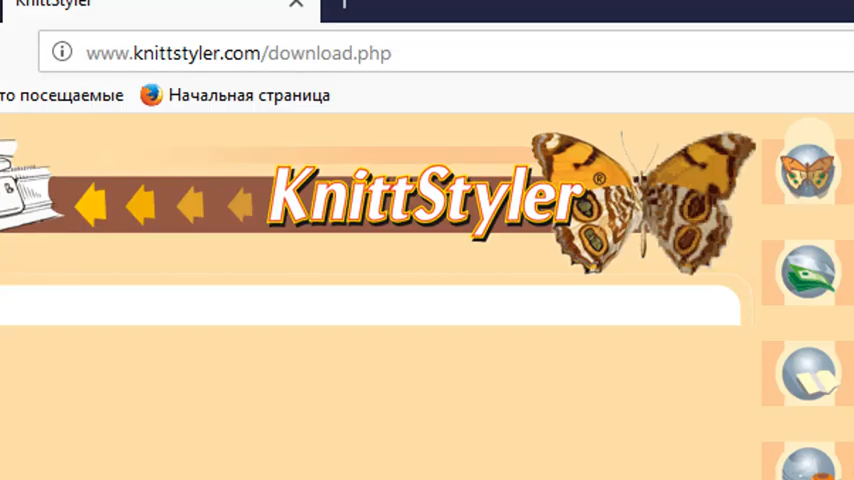 KnittStyler
www.knittstyler.com/download.php
то посещаемые Начальная страница
KnittStyler®